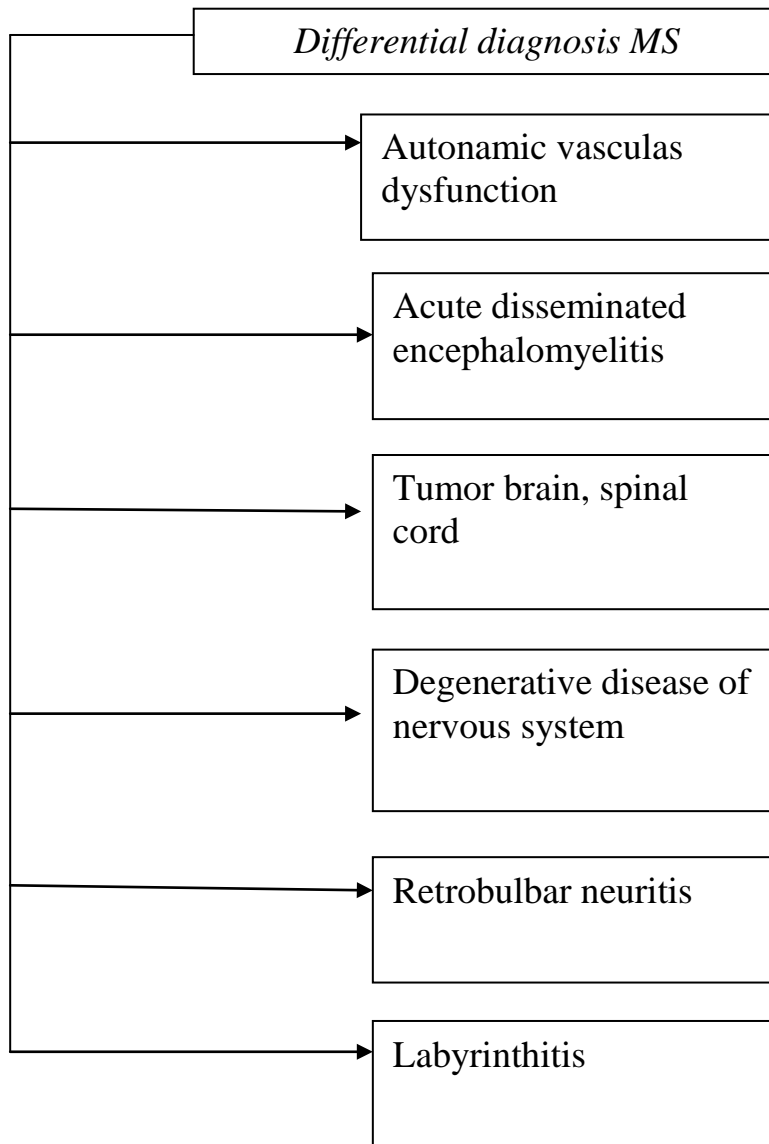 Differential diagnosis MS
Autonamic vasculas
dysfunction
Acute disseminated
encephalomyelitis
Tumor brain, spinal
cord
Degenerative disease of
nervous system
Retrobulbar neuritis
Labyrinthitis